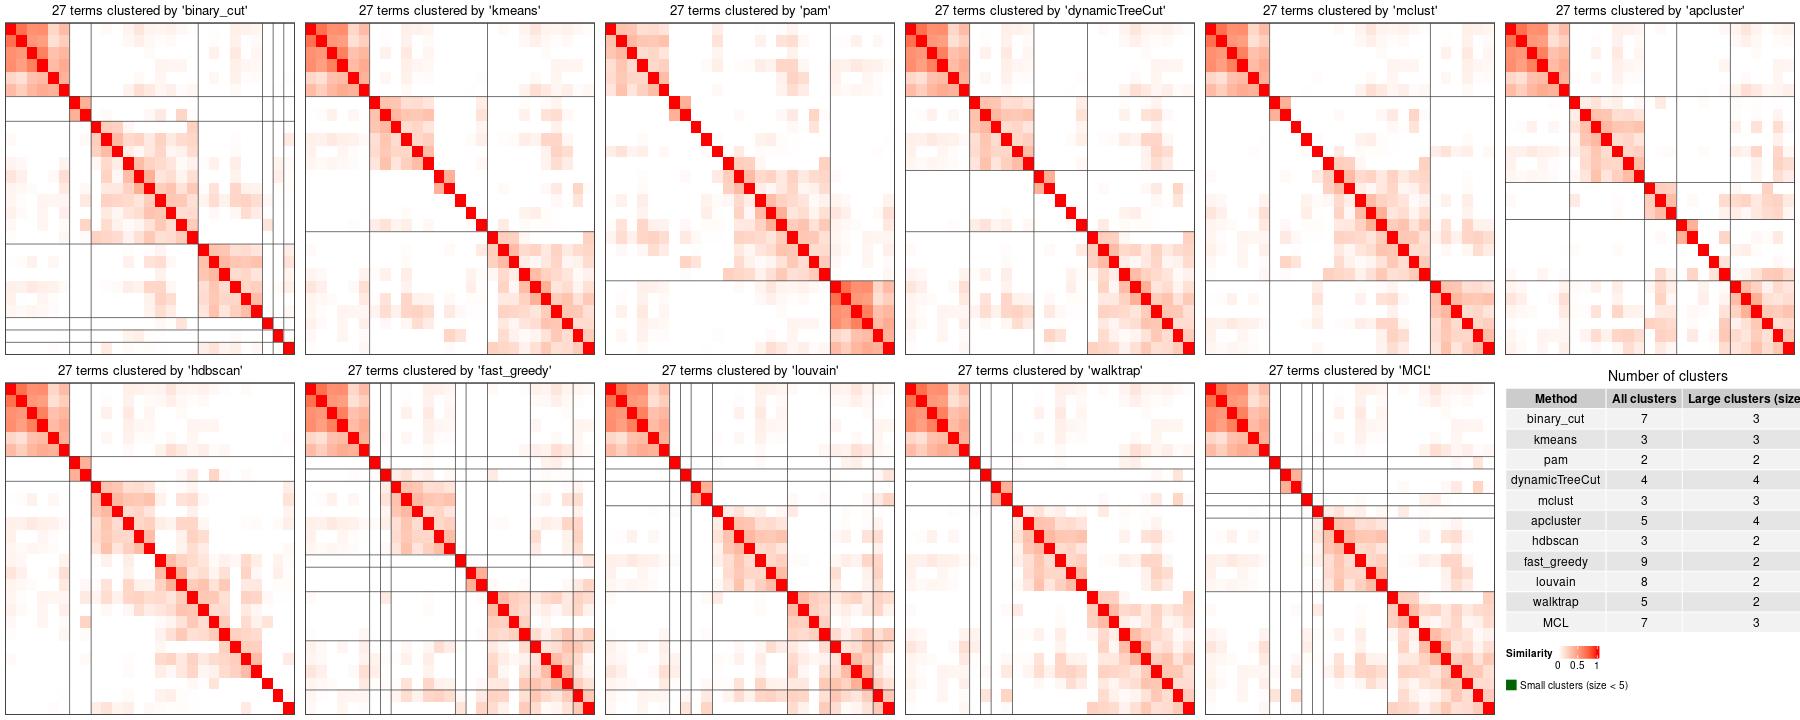 27 terms clustered by 'binary_cut'
27 terms clustered by 'kmeans'
27 terms clustered by 'pam'
27 terms clustered by 'dynamicTreeCut'
27 terms clustered by 'mclust'
27 terms clustered by 'apcluster'
27 terms clustered by 'hdbscan'
27 terms clustered by 'fast_greedy'
27 terms clustered by 'louvain'
27 terms clustered by 'walktrap'
27 terms clustered by 'MCL'
Number of clusters
Method All clusters Large clusters (size
binary_cut 7 3
kmeans 3 3
pam 2 2
dynamicTreeCut 4 4
mclust 3 3
apcluster 5 4
hdbscan 3 2
fast_greedy 9 2
louvain 8 2
walktrap 5 2
MCL 7 3
Similarity
0 0.5 1
Small clusters (size < 5)